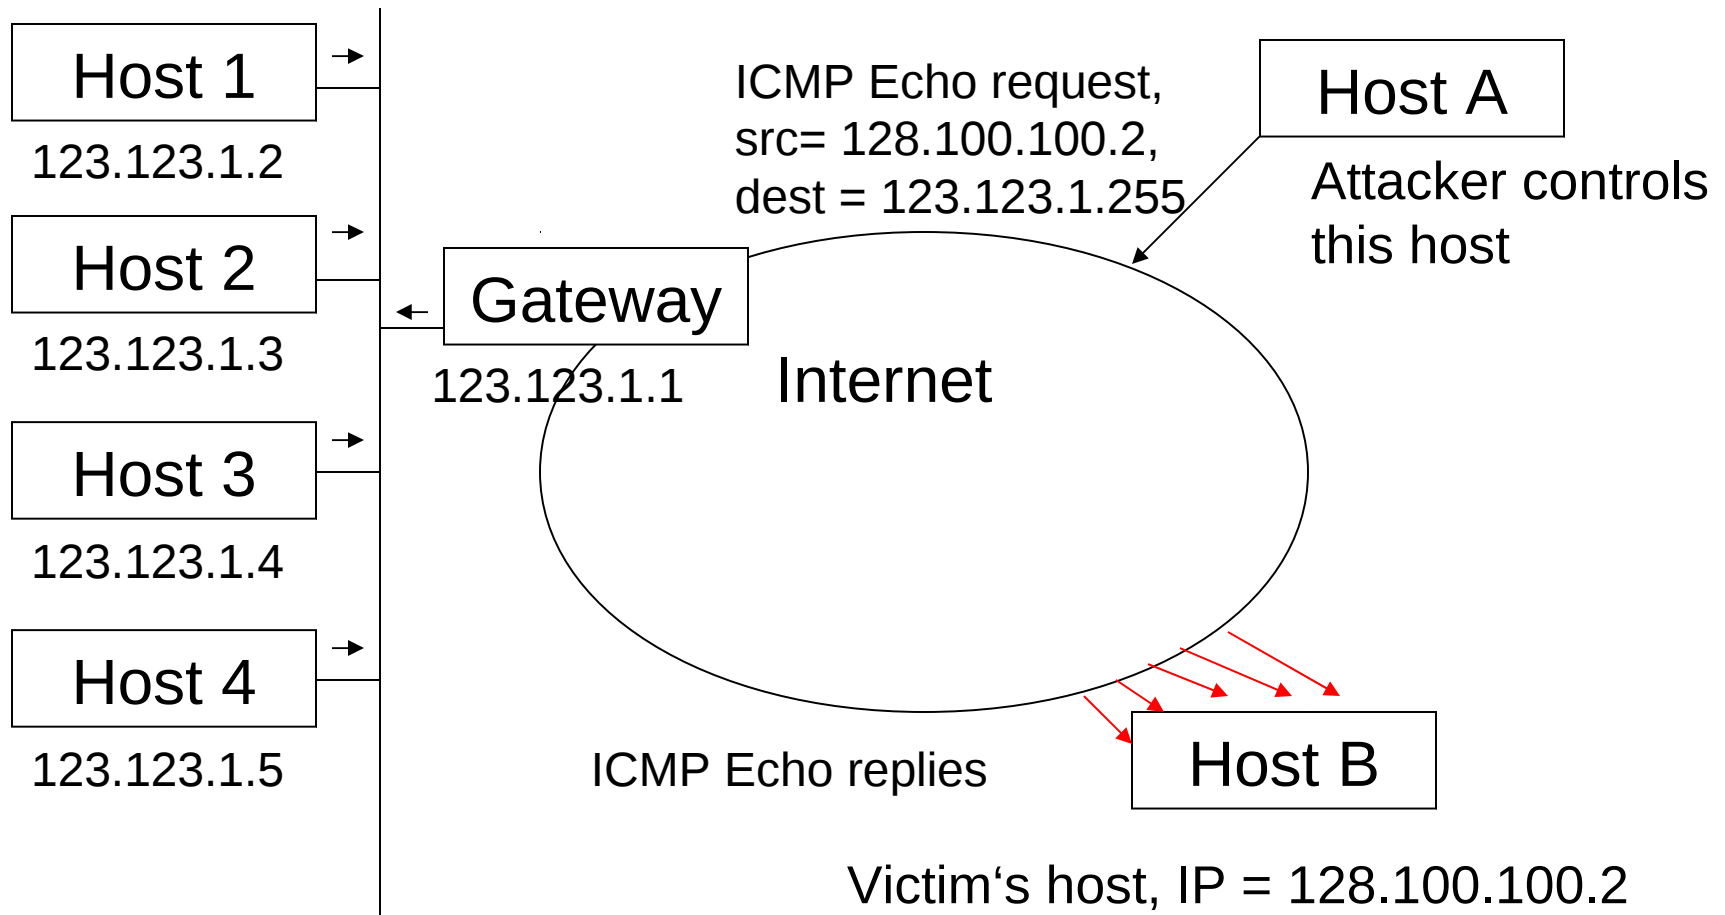 Host 1
123.123.1.2
Host 2
123.123.1.3
Host 3
123.123.1.4
Host 4
123.123.1.5
Gateway
123.123.1.1
ICMP Echo request,
src= 128.100.100.2,
dest = 123.123.1.255
Internet
Host A
Attacker controls
this host
ICMP Echo replies
Host B
Victim‘s host, IP = 128.100.100.2